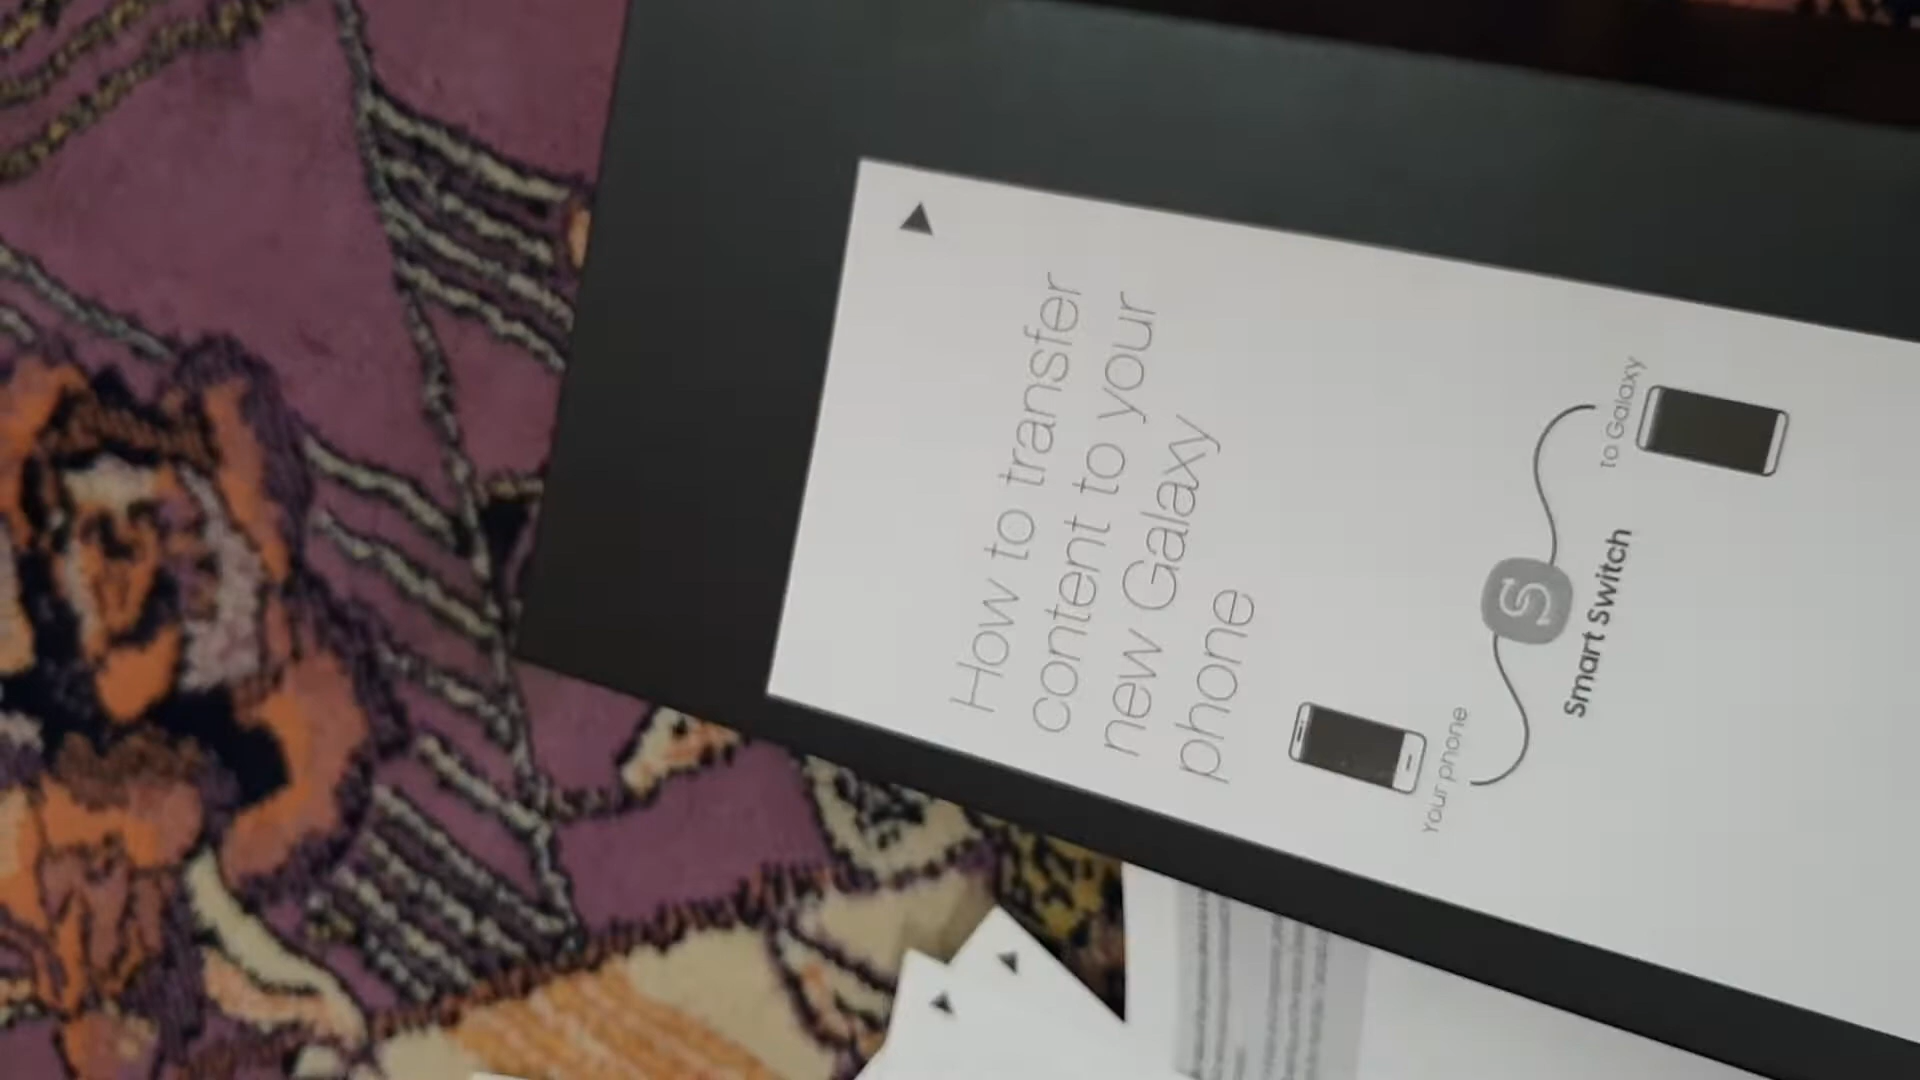 How to transfer
content to your
new Galaxy
phone
Your phone
Smart Switch
to Galaxy